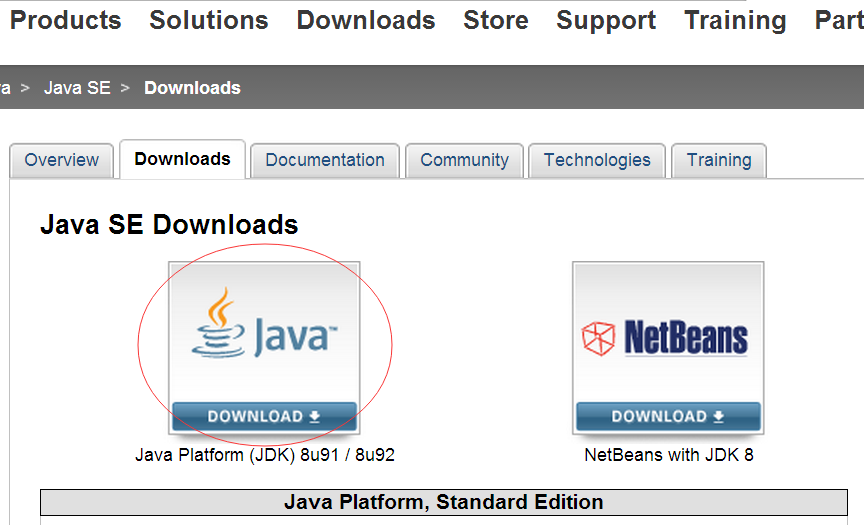 Products Solutions Downloads Store Support Training Part
a > Java SE > Downloads
Overview Downloads Documentation Community Technologies Training
Java SE Downloads
Java™ NetBeans
DOWNLOAD DOWNLOAD
Java Platform (JDK) 8u91 / 8u92 NetBeans with JDK 8
Java Platform, Standard Edition